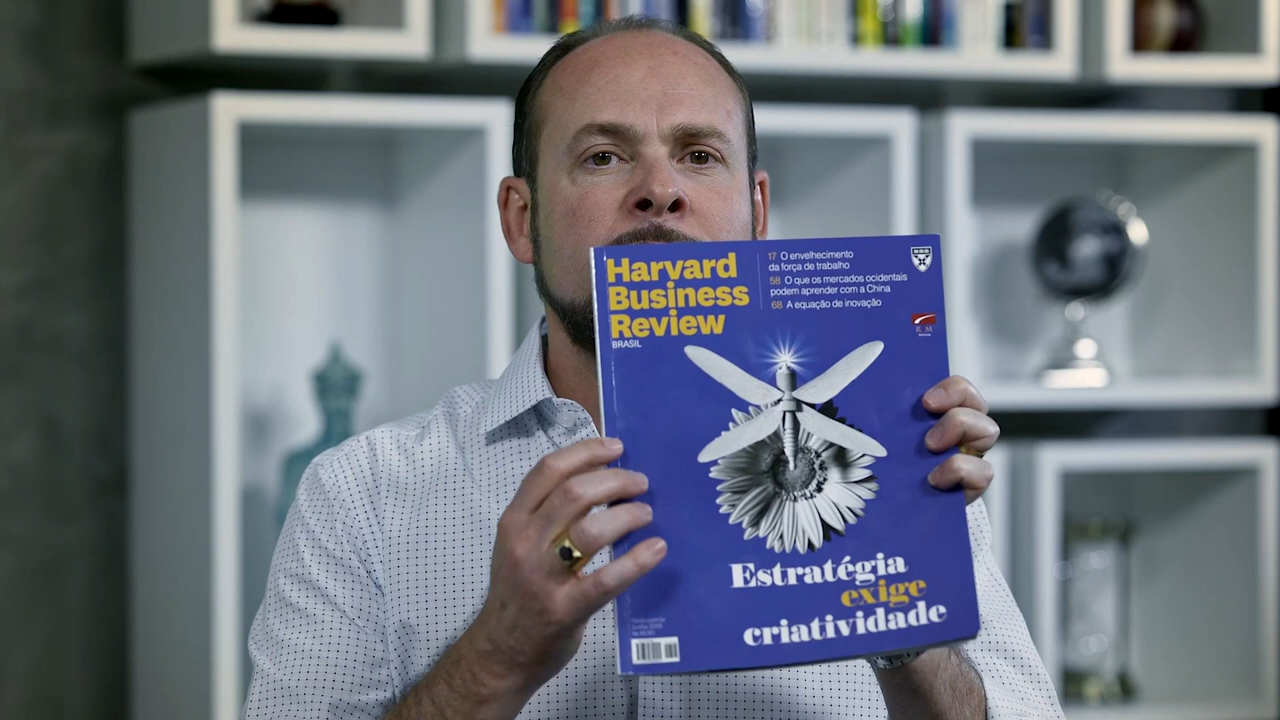 Harvard
Business
Review
BRASIL
17 O envelhecimento
da força de trabalho
58 O que os mercados ocidentais
podem aprender com a China
68 A equação de inovação
R M
Estratégia
exige
criatividade